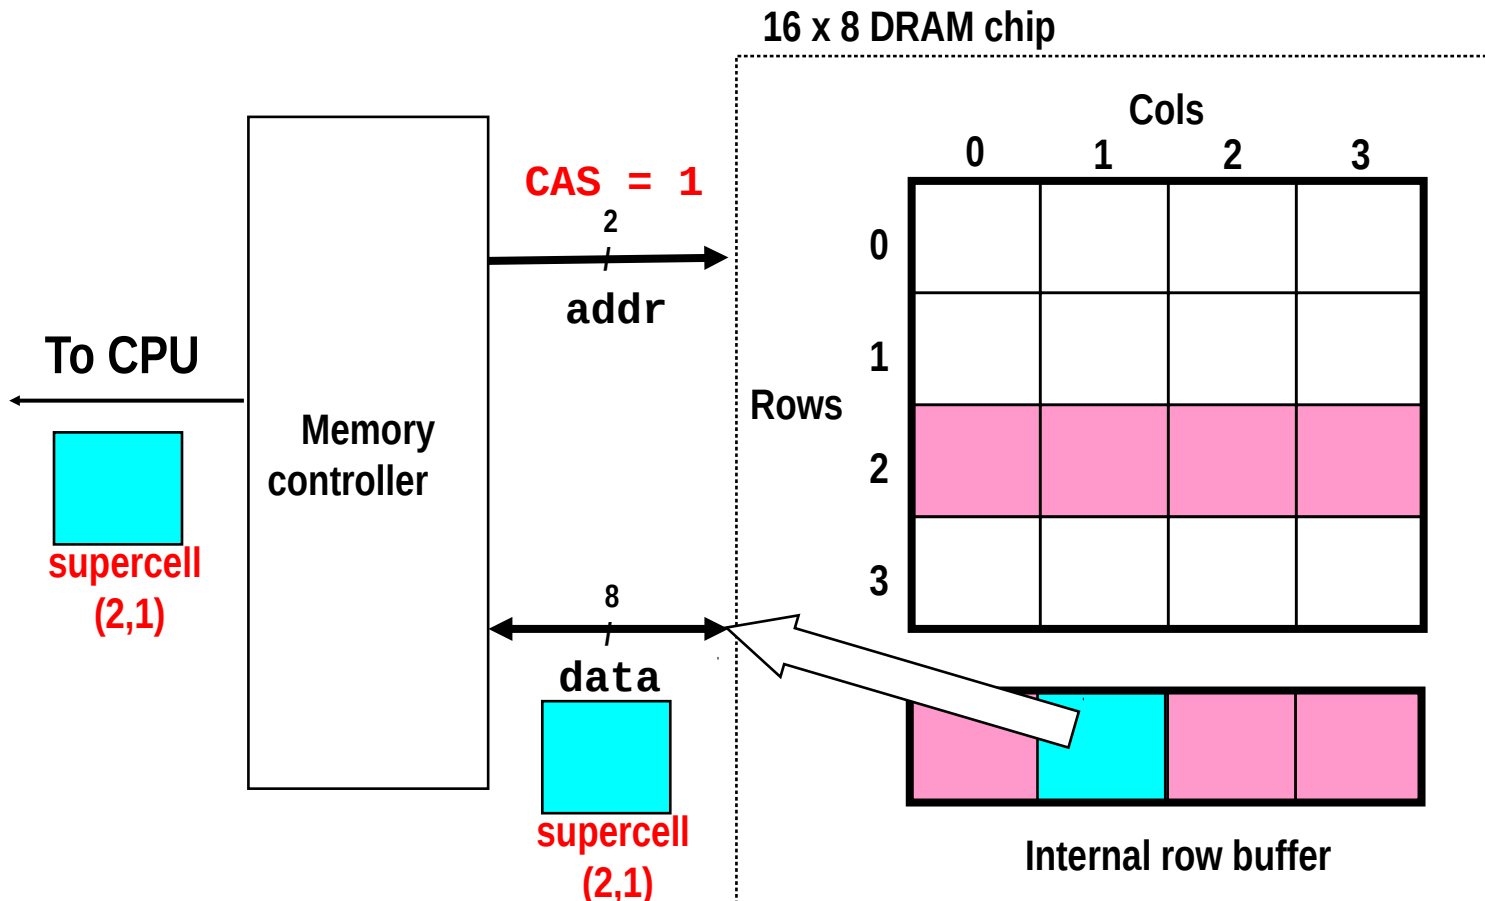 16 x 8 DRAM chip
Cols
0 1 2 3
CAS = 1
2
addr
0
1
Rows
2
3
To CPU
Memory
controller
supercell
(2,1)
8
data
supercell
(2,1)
Internal row buffer